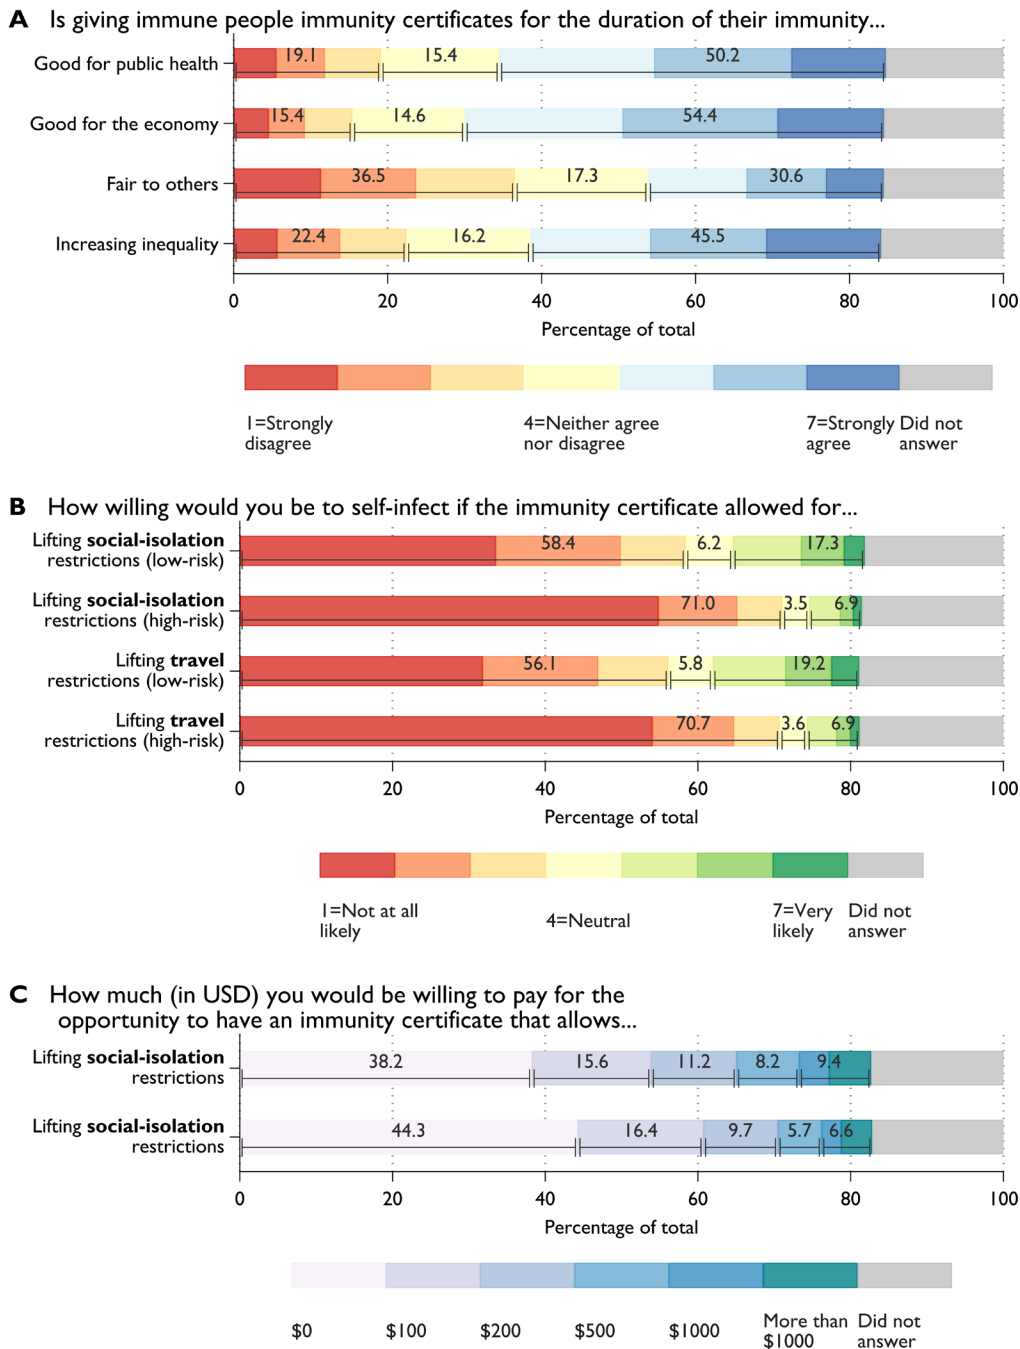 A Is giving immune people immunity certificates for the duration of their immunity...
Good for public health
19.1 15.4 50.2
Good for the economy
15.4 14.6 54.4
Fair to others
36.5 17.3 30.6
Increasing inequality
22.4 16.2 45.5
0 20 40 60 80 100
Percentage of total
1=Strongly
disagree
4=Neither agree
nor disagree
7=Strongly
agree
Did not
answer
B How willing would you be to self-infect if the immunity certificate allowed for...
Lifting social-isolation
restrictions (low-risk)
58.4 6.2 17.3
Lifting social-isolation
restrictions (high-risk)
71.0 3.5 6.9
Lifting travel
restrictions (low-risk)
56.1 5.8 19.2
Lifting travel
restrictions (high-risk)
70.7 3.6 6.9
0 20 40 60 80 100
Percentage of total
1=Not at all
likely
4=Neutral
7=Very
likely
Did not
answer
C How much (in USD) you would be willing to pay for the
opportunity to have an immunity certificate that allows...
Lifting social-isolation
restrictions
38.2 15.6 11.2 8.2 9.4
Lifting social-isolation
restrictions
44.3 16.4 9.7 5.7 6.6
0 20 40 60 80 100
Percentage of total
$0 $100 $200 $500 $1000
More than
$1000
Did not
answer